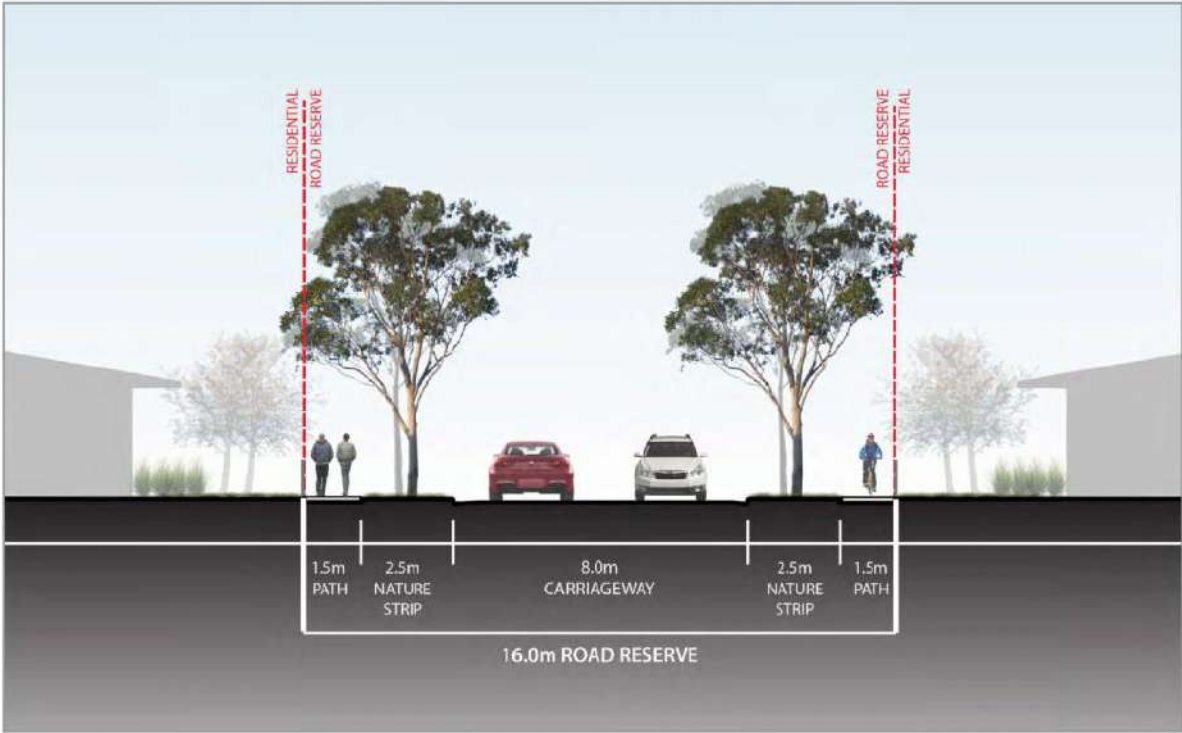 RESIDENTIAL
ROAD RESERVE
ROAD RESERVE
RESIDENTIAL
1.5m
PATH
2.5m
NATURE
STRIP
8.0m
CARRIAGEWAY
2.5m
NATURE
STRIP
1.5m
PATH
16.0m ROAD RESERVE